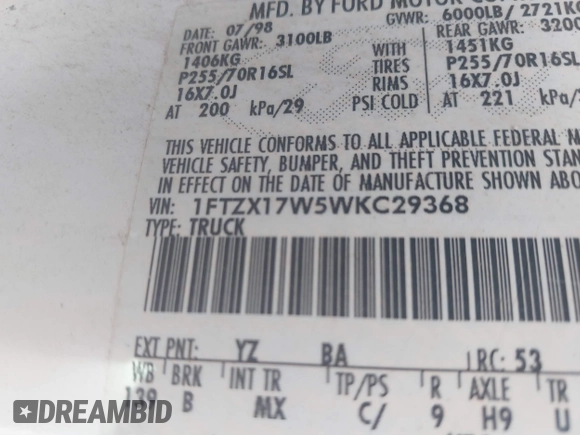 MFD. BY FORD MOTOR
DATE: 07/98 GVWR: 6000LB / 2721KG
FRONT GAWR: 3100LB REAR GAWR: 3200
1406KG WITH 1451KG
P255/70R16SL TIRES P255/70R16SL
16X7.0J RIMS 16X7.0J
AT 200 kPa/29 PSI COLD AT 221 kPa/
THIS VEHICLE CONFORMS TO ALL APPLICABLE FEDERAL M
VEHICLE SAFETY, BUMPER, AND THEFT PREVENTION STAN
IN EFFECT ON THE DATE OF MANUFACTURE SHOWN ABO
VIN: 1FTZX17W5WKC29368
TYPE: TRUCK
EXT PNT: YZ BA RC: 53
WB BRK INT TR TP/PS R AXLE TR
139 B MX C/ 9 H9 U
DREAMBID